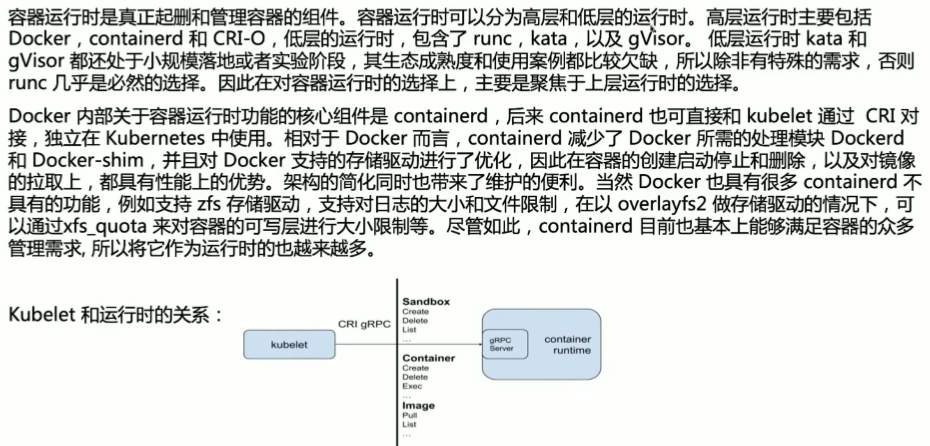 容器运行时是真正起删和管理容器的组件。容器运行时可以分为高层和低层的运行时。高层运行时主要包括
Docker，containerd 和 CRI-O，低层的运行时，包含了 runc，kata，以及 gVisor。 低层运行时 kata 和
gVisor 都还处于小规模落地或者实验阶段，其生态成熟度和使用案例都比较欠缺，所以除非有特殊的需求，否则
runc 几乎是必然的选择。因此在对容器运行时的选择上，主要是聚焦于上层运行时的选择。
Docker 内部关于容器运行时功能的核心组件是 containerd，后来 containerd 也可直接和 kubelet 通过 CRI 对
接，独立在 Kubernetes 中使用。相对于 Docker 而言，containerd 减少了 Docker 所需的处理模块 Dockerd
和 Docker-shim，并且对 Docker 支持的存储驱动进行了优化，因此在容器的创建启动停止和删除，以及对镜像
的拉取上，都具有性能上的优势。架构的简化同时也带来了维护的便利。当然 Docker 也具有很多 containerd 不
具有的功能，例如支持 zfs 存储驱动，支持对日志的大小和文件限制，在以 overlayfs2 做存储驱动的情况下，可
以通过xfs_quota 来对容器的可写层进行大小限制等。尽管如此，containerd 目前也基本上能够满足容器的众多
管理需求, 所以将它作为运行时的也越来越多。
Kubelet 和运行时的关系：
kubelet
CRI gRPC
Sandbox
Create
Delete
List
...
Container
Create
Delete
Exec
...
Image
Pull
List
...
gRPC
Server
container
runtime